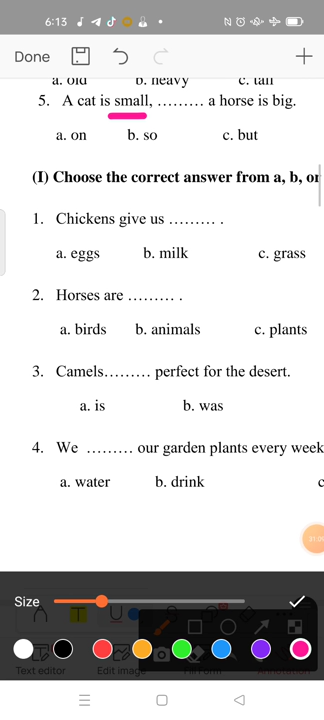 6:13
Done
a. old b. heavy c. tall
5. A cat is small, ......... a horse is big.
a. on b. so c. but
(I) Choose the correct answer from a, b, or
1. Chickens give us ......... .
a. eggs b. milk c. grass
2. Horses are ......... .
a. birds b. animals c. plants
3. Camels......... perfect for the desert.
a. is b. was
4. We ......... our garden plants every week
a. water b. drink c
Size
Text editor Edit image Annotation